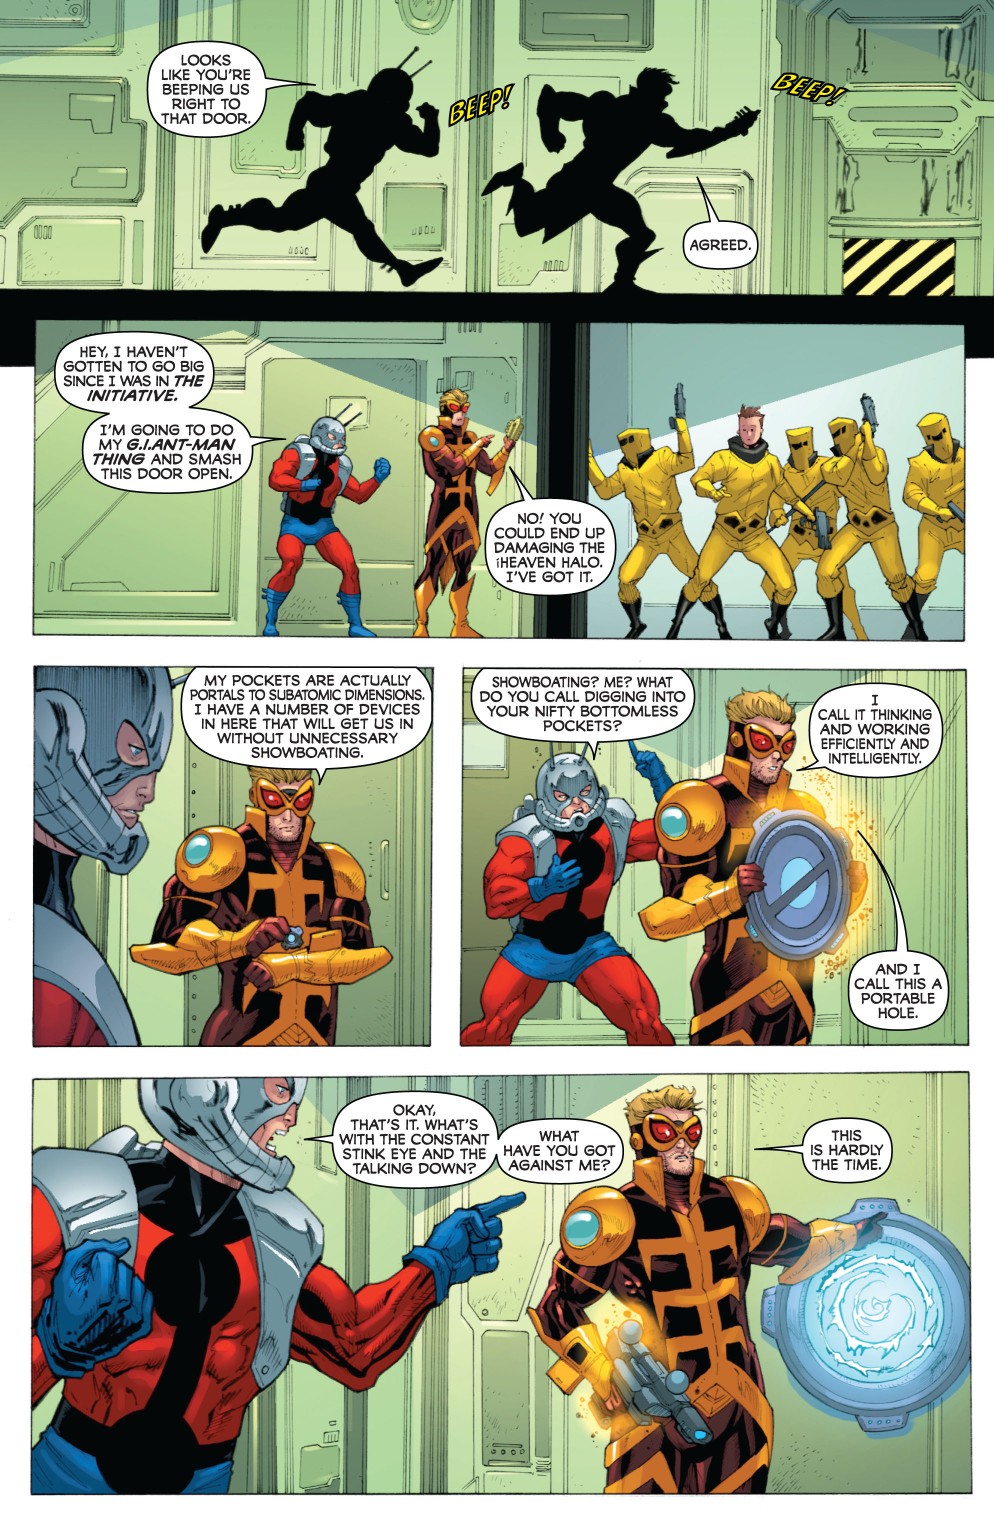 LOOKS
LIKE YOU'RE
BEEPING US
RIGHT TO
THAT DOOR.
BEEP!
BEEP!
AGREED.
HEY, I HAVEN'T
GOTTEN TO GO BIG
SINCE I WAS IN THE
INITIATIVE.
I'M GOING TO DO
MY G.I.ANT-MAN
THING AND SMASH
THIS DOOR OPEN.
NO! YOU
COULD END UP
DAMAGING THE
¡HEAVEN HALO.
I'VE GOT IT.
MY POCKETS ARE ACTUALLY
PORTALS TO SUBATOMIC DIMENSIONS.
I HAVE A NUMBER OF DEVICES
IN HERE THAT WILL GET US IN
WITHOUT UNNECESSARY
SHOWBOATING.
SHOWBOATING? ME? WHAT
DO YOU CALL DIGGING INTO
YOUR NIFTY BOTTOMLESS
POCKETS?
I
CALL IT THINKING
AND WORKING
EFFICIENTLY AND
INTELLIGENTLY.
AND I
CALL THIS A
PORTABLE
HOLE.
OKAY,
THAT'S IT. WHAT'S
WITH THE CONSTANT
STINK EYE AND THE
TALKING DOWN?
WHAT
HAVE YOU GOT
AGAINST ME?
THIS
IS HARDLY
THE TIME.